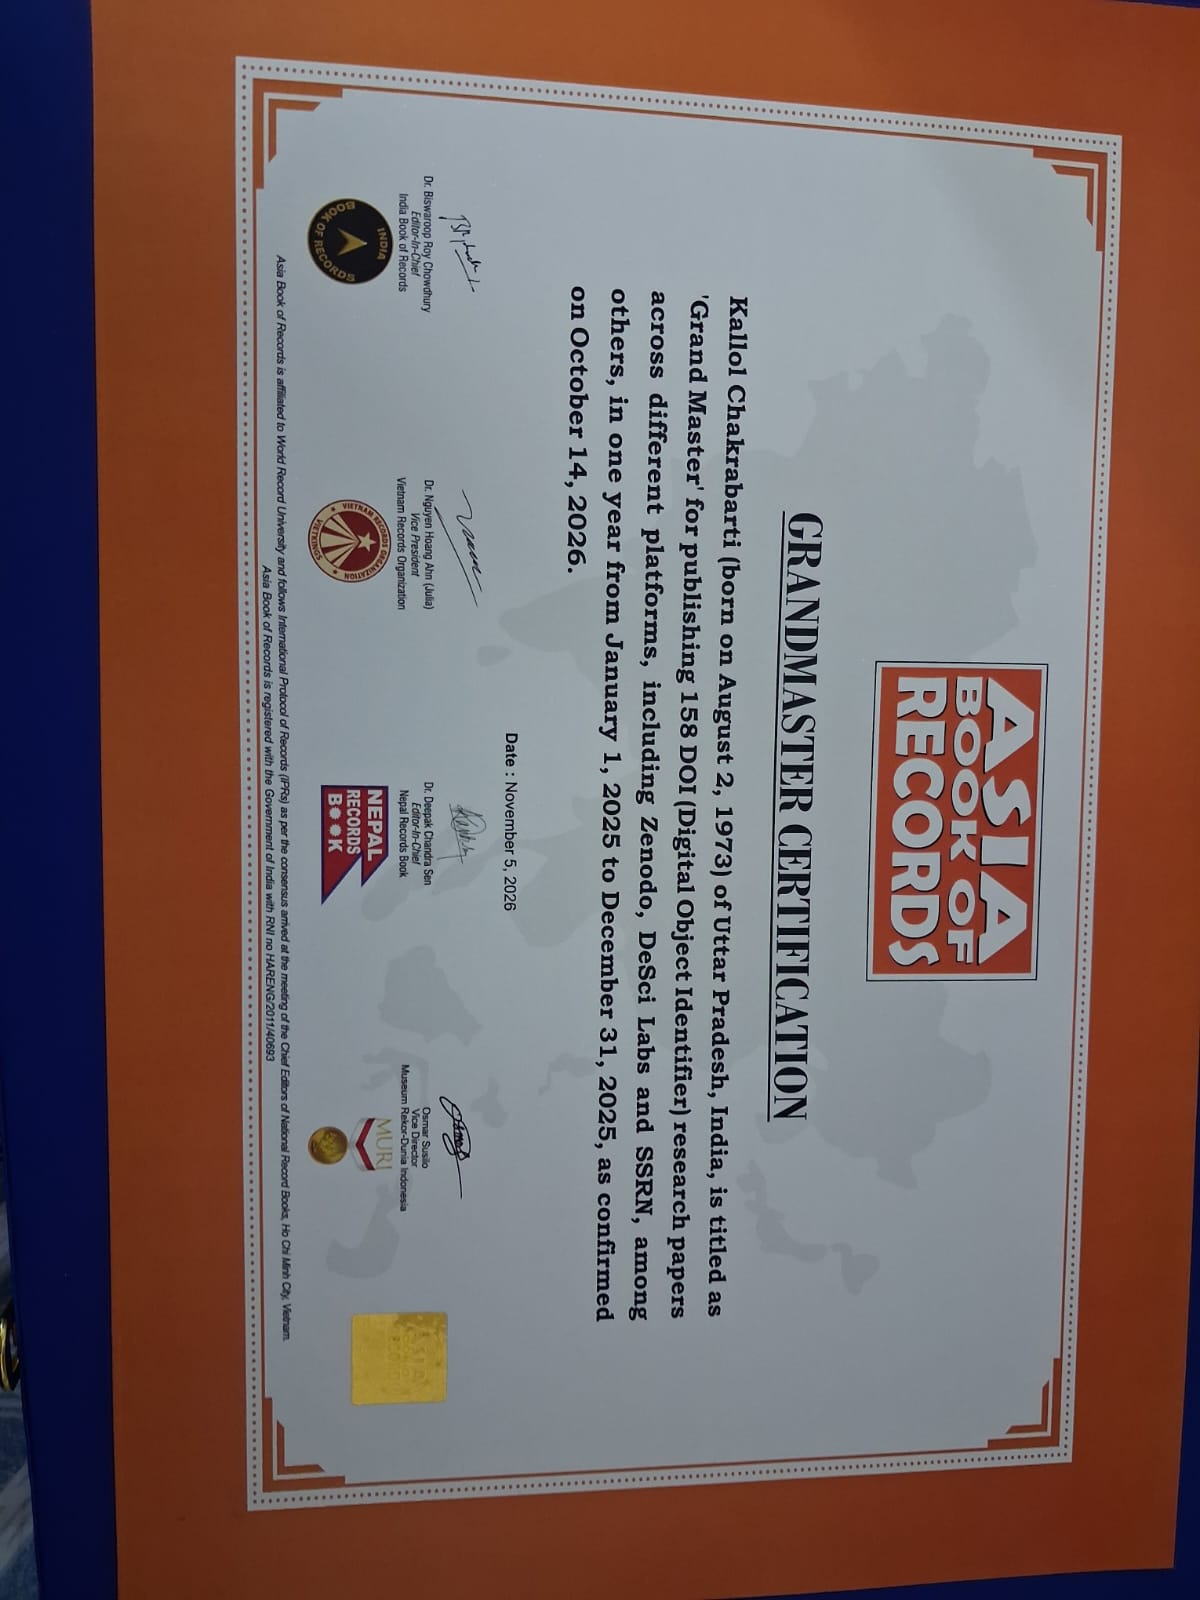 ASIA
BOOK OF
RECORDS
GRANDMASTER CERTIFICATION
Kallol Chakrabarti (born on August 2, 1973) of Uttar Pradesh, India, is titled as
'Grand Master' for publishing 158 DOI (Digital Object Identifier) research papers
across different platforms, including Zenodo, DeSci Labs and SSRN, among
others, in one year from January 1, 2025 to December 31, 2025, as confirmed
on October 14, 2026.
Date : November 5, 2026
Dr. Biswaroop Roy Chowdhury
Editor-In-Chief
India Book of Records
INDIA
BOOK OF RECORDS
Dr. Nguyen Hoang Ahn (Julia)
Vice President
Vietnam Records Organization
VIETNAM RECORDS ORGANIZATION
VIETKINGS
Dr. Deepak Chandra Sen
Editor-In-Chief
Nepal Records Book
NEPAL
RECORDS
BOOK
Osmar Susilo
Vice Director
Museum Rekor-Dunia Indonesia
MURI
ASIA
BOOK OF
RECORDS
Asia Book of Records is affiliated to World Record University and follows International Protocol of Records (IPRs) as per the consensus arrived at the meeting of the Chief Editors of National Record Books, Ho Chi Minh City, Vietnam.
Asia Book of Records is registered with the Government of India with RNI no HARENG/2011/40693